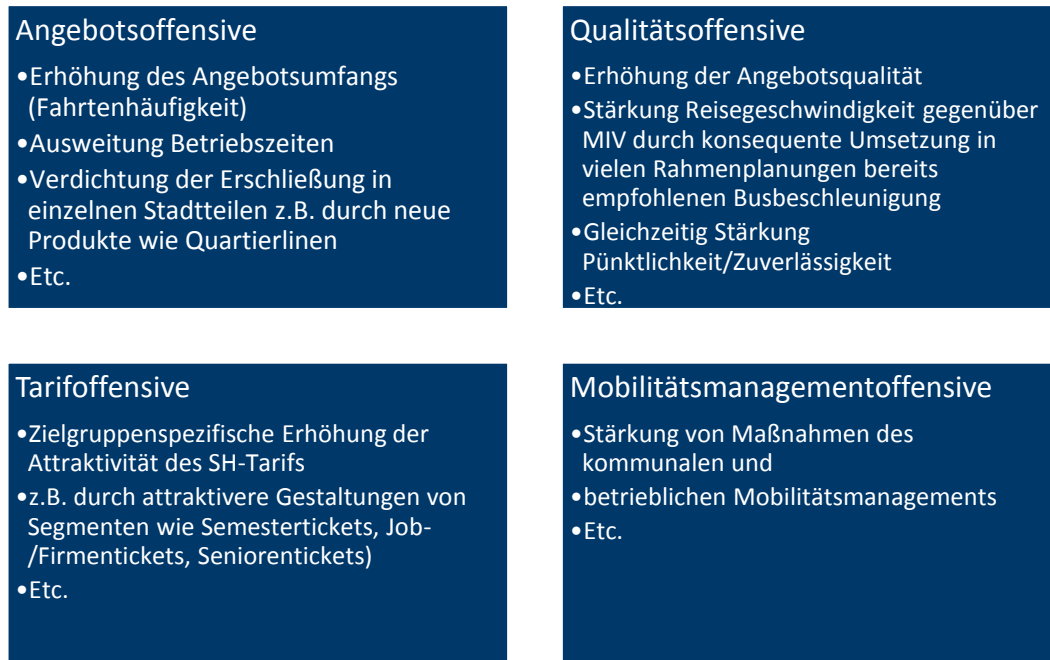 Angebotsoffensive
•Erhöhung des Angebotsumfangs
(Fahrtenhäufigkeit)
•Ausweitung Betriebszeiten
•Verdichtung der Erschließung in
einzelnen Stadtteilen z.B. durch neue
Produkte wie Quartierlinen
•Etc.
Qualitätsoffensive
•Erhöhung der Angebotsqualität
•Stärkung Reisegeschwindigkeit gegenüber
MIV durch konsequente Umsetzung in
vielen Rahmenplanungen bereits
empfohlenen Busbeschleunigung
•Gleichzeitig Stärkung
Pünktlichkeit/Zuverlässigkeit
•Etc.
Tarifoffensive
•Zielgruppenspezifische Erhöhung der
Attraktivität des SH-Tarifs
•z.B. durch attraktivere Gestaltungen von
Segmenten wie Semestertickets, Job-
/Firmentickets, Seniorentickets)
•Etc.
Mobilitätsmanagementoffensive
•Stärkung von Maßnahmen des
kommunalen und
•betrieblichen Mobilitätsmanagements
•Etc.